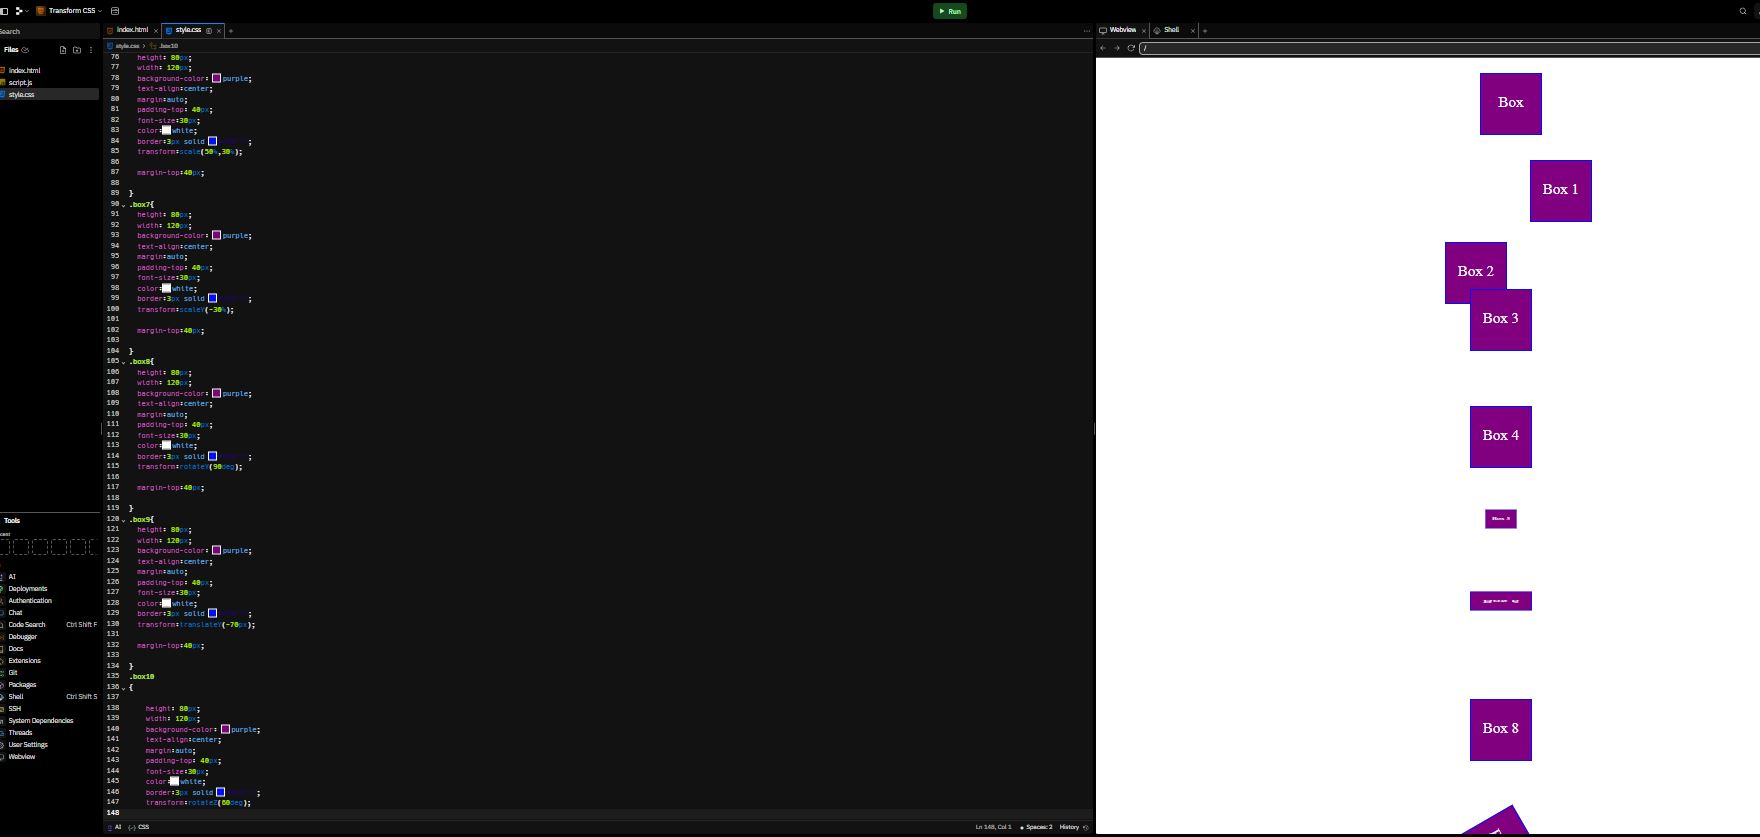 Transform CSS
Run
Search
Files
index.html
script.js
style.css
Tools
AI
Deployments
Authentication
Chat
Code Search Ctrl Shift F
Debugger
Docs
Extensions
Git
Packages
Shell Ctrl Shift S
SSH
System Dependencies
Threads
User Settings
Webview
index.html × style.css × +
style.css > .box10
76 height: 80px;
77 width: 120px;
78 background-color: purple;
79 text-align:center;
80 margin:auto;
81 padding-top: 40px;
82 font-size:30px;
83 color:white;
84 border:3px solid ;
85 transform:scale(50%,30%);
86
87 margin-top:40px;
88
89 }
90 .box7{
91 height: 80px;
92 width: 120px;
93 background-color: purple;
94 text-align:center;
95 margin:auto;
96 padding-top: 40px;
97 font-size:30px;
98 color:white;
99 border:3px solid ;
100 transform:scaleY(-30%);
101
102 margin-top:40px;
103
104 }
105 .box8{
106 height: 80px;
107 width: 120px;
108 background-color: purple;
109 text-align:center;
110 margin:auto;
111 padding-top: 40px;
112 font-size:30px;
113 color:white;
114 border:3px solid ;
115 transform:rotateY(90deg);
116
117 margin-top:40px;
118
119 }
120 .box9{
121 height: 80px;
122 width: 120px;
123 background-color: purple;
124 text-align:center;
125 margin:auto;
126 padding-top: 40px;
127 font-size:30px;
128 color:white;
129 border:3px solid ;
130 transform:translateY(-70px);
131
132 margin-top:40px;
133
134 }
135 .box10
136 {
137
138 height: 80px;
139 width: 120px;
140 background-color: purple;
141 text-align:center;
142 margin:auto;
143 padding-top: 40px;
144 font-size:30px;
145 color:white;
146 border:3px solid ;
147 transform:rotateZ(60deg);
148
AI CSS
Ln 148, Col 1 Spaces: 2 History
Webview × Shell × +
/
Box
Box 1
Box 2
Box 3
Box 4
Box 5
Box 8